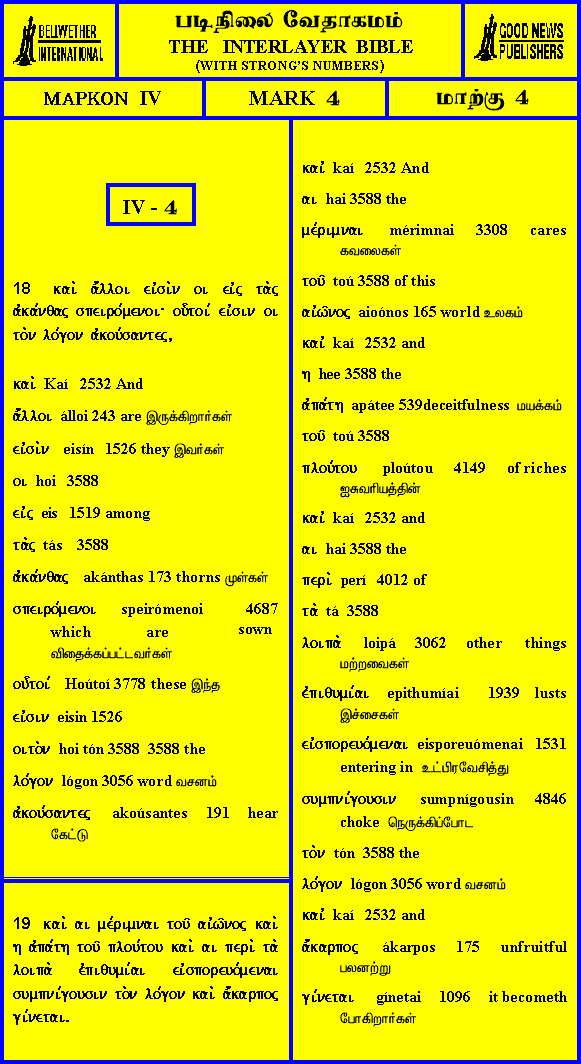 BELLWETHER
INTERNATIONAL
படிநிலை வேதாகமம்
THE INTERLAYER BIBLE
(WITH STRONG'S NUMBERS)
GOOD NEWS
PUBLISHERS
ΜΑΡΚΟΝ IV
MARK 4
மாற்கு 4
IV - 4
18 καὶ ἄλλοι εἰσὶν οι εἰς τὰς
ἀκάνθας σπειρόμενοι· οὗτοί εἰσιν οι
τὸν λόγον ἀκούσαντες,
καὶ Kaí 2532 And
ἄλλοι álloi 243 are இருக்கிறார்கள்
εἰσὶν eisín 1526 they இவர்கள்
οι hoi 3588
εἰς eis 1519 among
τὰς tás 3588
ἀκάνθας akánthas 173 thorns முள்கள்
σπειρόμενοι speirómenoi 4687
which are sown
விதைக்கப்பட்டவர்கள்
οὗτοί Hoútoí 3778 these இந்த
εἰσιν eisin 1526
οιτὸν hoi tón 3588 3588 the
λόγον lógon 3056 word வசனம்
ἀκούσαντες akoúsantes 191 hear
கேட்டு
19 καὶ αι μέριμναι τοῦ αἰῶνος καὶ
η ἀπάτη τοῦ πλούτου καὶ αι περὶ τὰ
λοιπὰ ἐπιθυμίαι εἰσπορευόμεναι
συμπνίγουσιν τὸν λόγον καὶ ἄκαρπος
γίνεται.
καὶ kaí 2532 And
αι hai 3588 the
μέριμναι mérimnai 3308 cares
கவலைகள்
τοῦ toú 3588 of this
αἰῶνος aioónos 165 world உலகம்
καὶ kaí 2532 and
η hee 3588 the
ἀπάτη apátee 539deceitfulness மயக்கம்
τοῦ toú 3588
πλούτου ploútou 4149 of riches
ஐசுவரியத்தின்
καὶ kaí 2532 and
αι hai 3588 the
περὶ perí 4012 of
τὰ tá 3588
λοιπὰ loipá 3062 other things
மற்றவைகள்
ἐπιθυμίαι epithumíai 1939 lusts
இச்சைகள்
εἰσπορευόμεναι eisporeuómenai 1531
entering in உட்பிரவேசித்து
συμπνίγουσιν sumpnígousin 4846
choke நெருக்கிப்போட
τὸν tón 3588 the
λόγον lógon 3056 word வசனம்
καὶ kaí 2532 and
ἄκαρπος ákarpos 175 unfruitful
பலனற்று
γίνεται ginetai 1096 it becometh
போகிறார்கள்